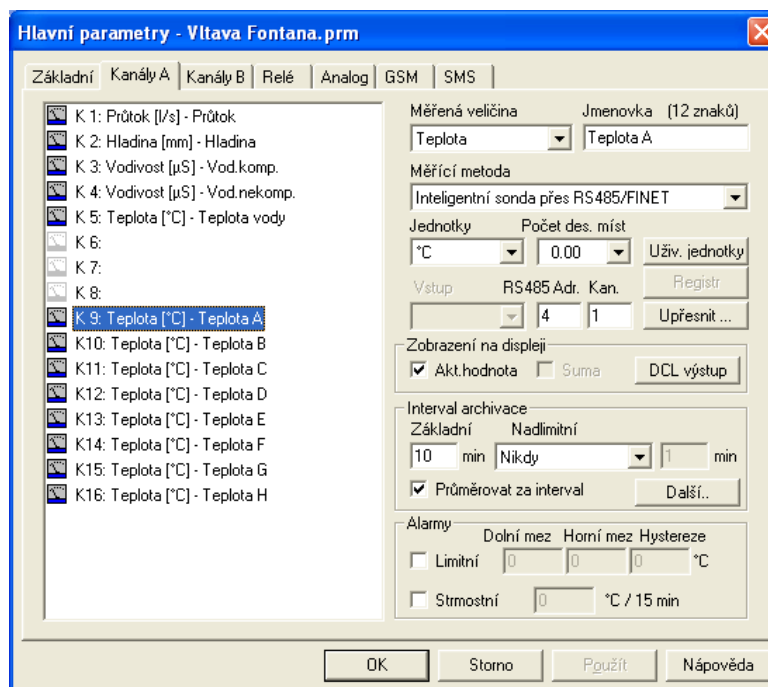 Hlavní parametry - Vltava Fontana.prm
Základní Kanály A Kanály B Relé Analog GSM SMS
K 1: Průtok [l/s] - Průtok
K 2: Hladina [mm] - Hladina
K 3: Vodivost [µS] - Vod.komp.
K 4: Vodivost [µS] - Vod.nekomp.
K 5: Teplota [°C] - Teplota vody
K 6:
K 7:
K 8:
K 9: Teplota [°C] - Teplota A
K10: Teplota [°C] - Teplota B
K11: Teplota [°C] - Teplota C
K12: Teplota [°C] - Teplota D
K13: Teplota [°C] - Teplota E
K14: Teplota [°C] - Teplota F
K15: Teplota [°C] - Teplota G
K16: Teplota [°C] - Teplota H
Měřená veličina Jmenovka (12 znaků)
Teplota Teplota A
Měřící metoda
Inteligentní sonda přes RS485/FINET
Jednotky Počet des. míst
°C 0.00 Uživ. jednotky
Vstup RS485 Adr. Kan. Registr
4 1 Upřesnit ...
Zobrazení na displeji
Akt.hodnota Suma DCL výstup
Interval archivace
Základní Nadlimitní
10 min Nikdy 1 min
Průměrovat za interval Další..
Alarmy
Dolní mez Horní mez Hystereze
Limitní 0 0 0 °C
Strmostní 0 °C / 15 min
OK Storno Použít Nápověda